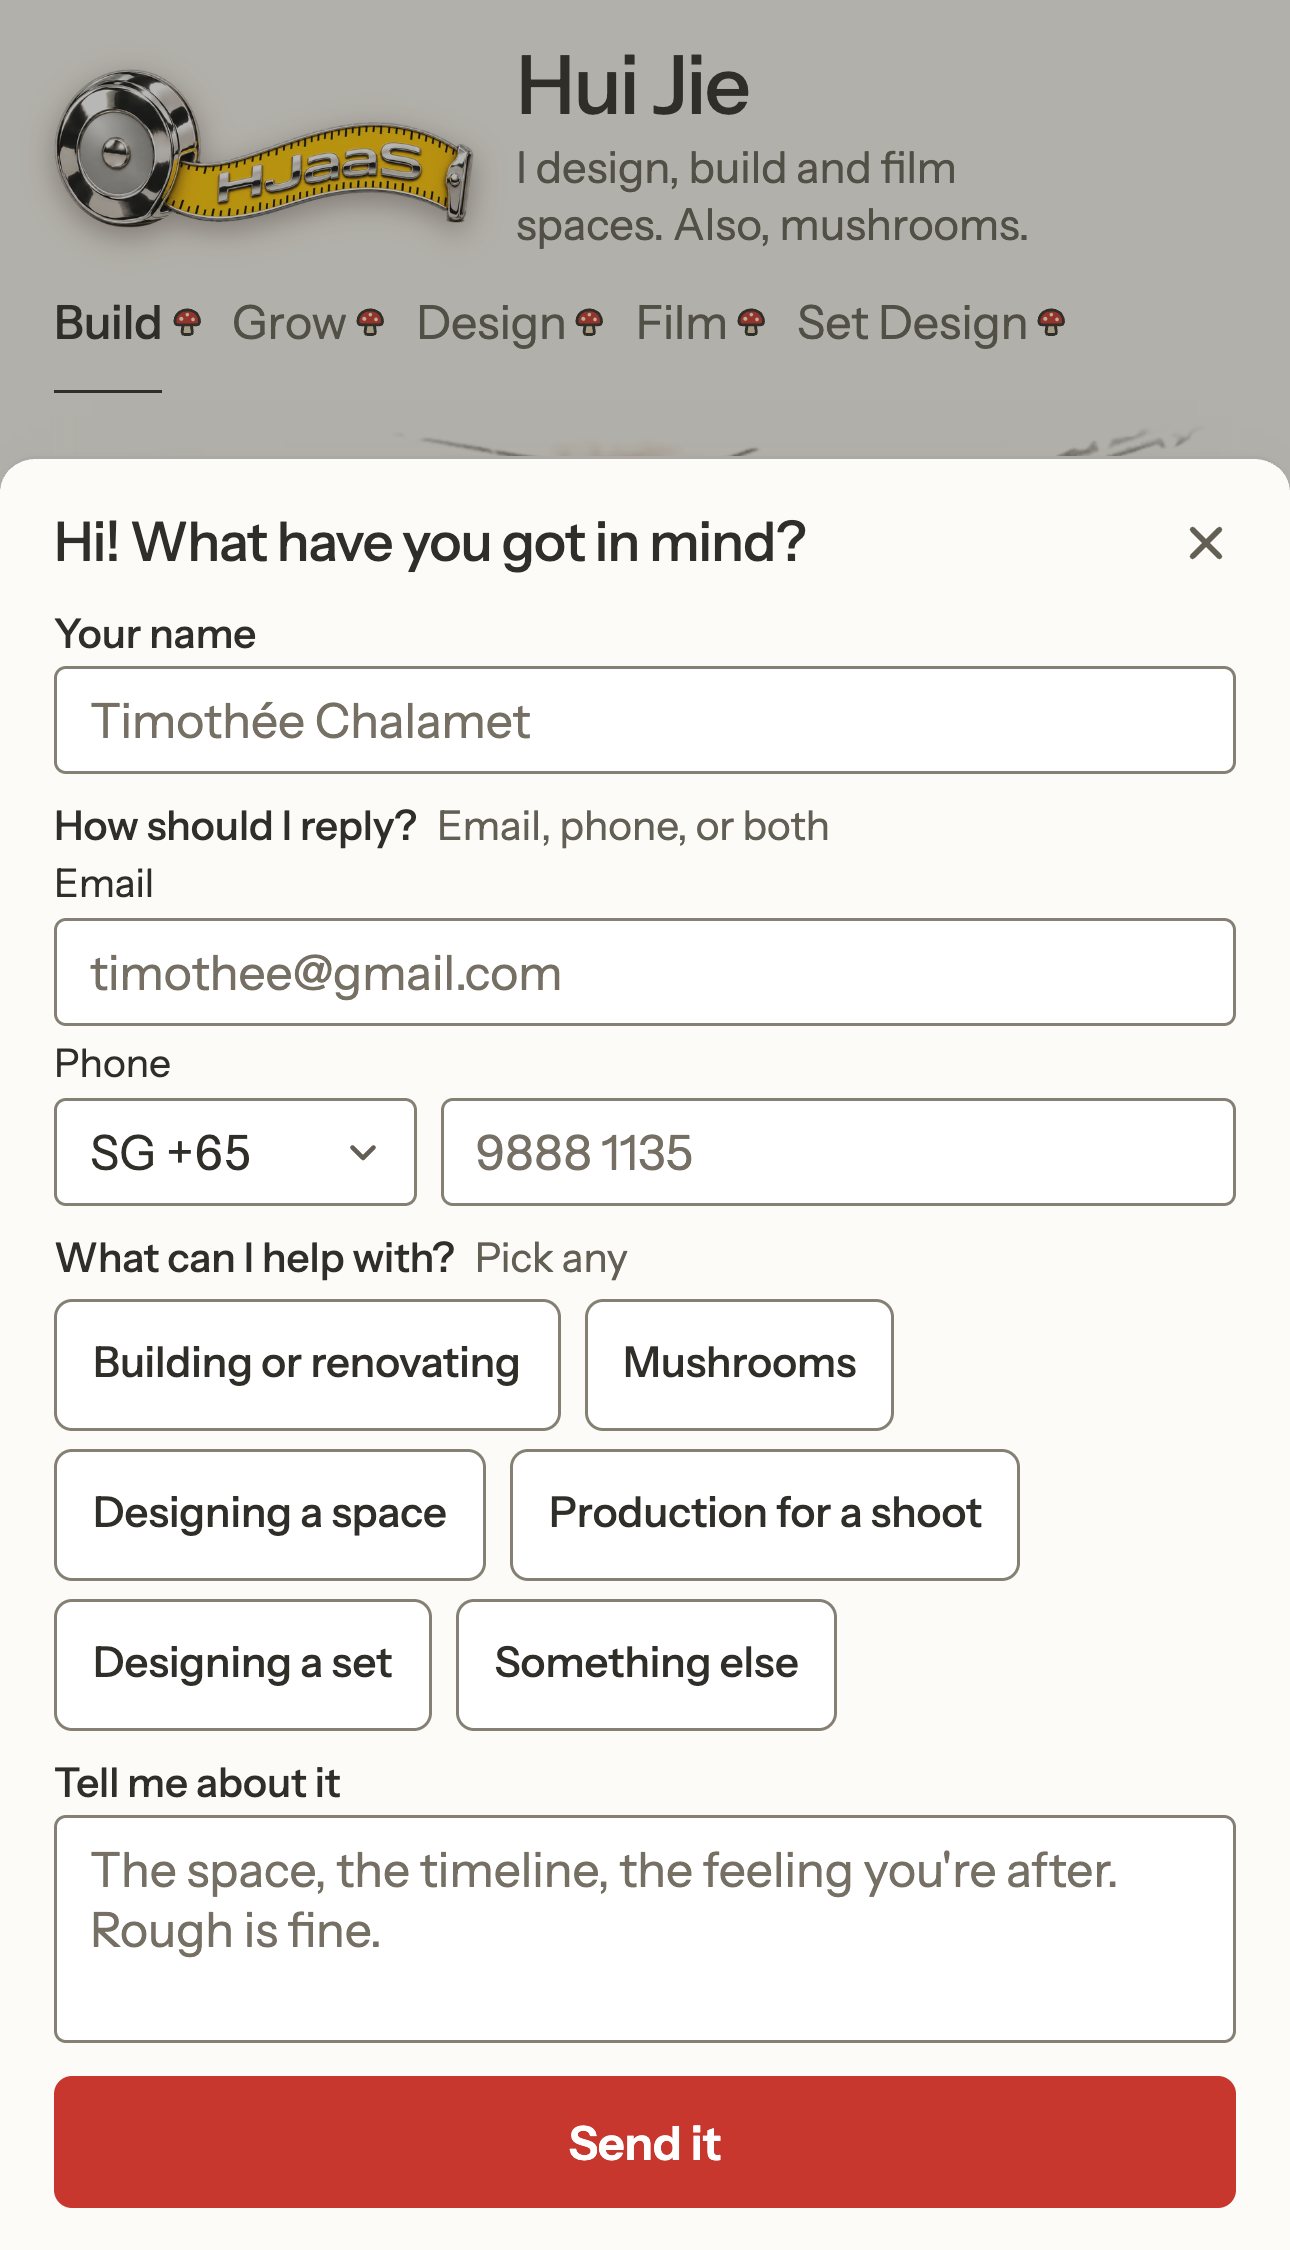 HJaaS
Hui Jie
I design, build and film
spaces. Also, mushrooms.
Build Grow Design Film Set Design
Hi! What have you got in mind?
Your name
Timothée Chalamet
How should I reply? Email, phone, or both
Email
timothee@gmail.com
Phone
SG +65 9888 1135
What can I help with? Pick any
Building or renovating Mushrooms
Designing a space Production for a shoot
Designing a set Something else
Tell me about it
The space, the timeline, the feeling you're after.
Rough is fine.
Send it